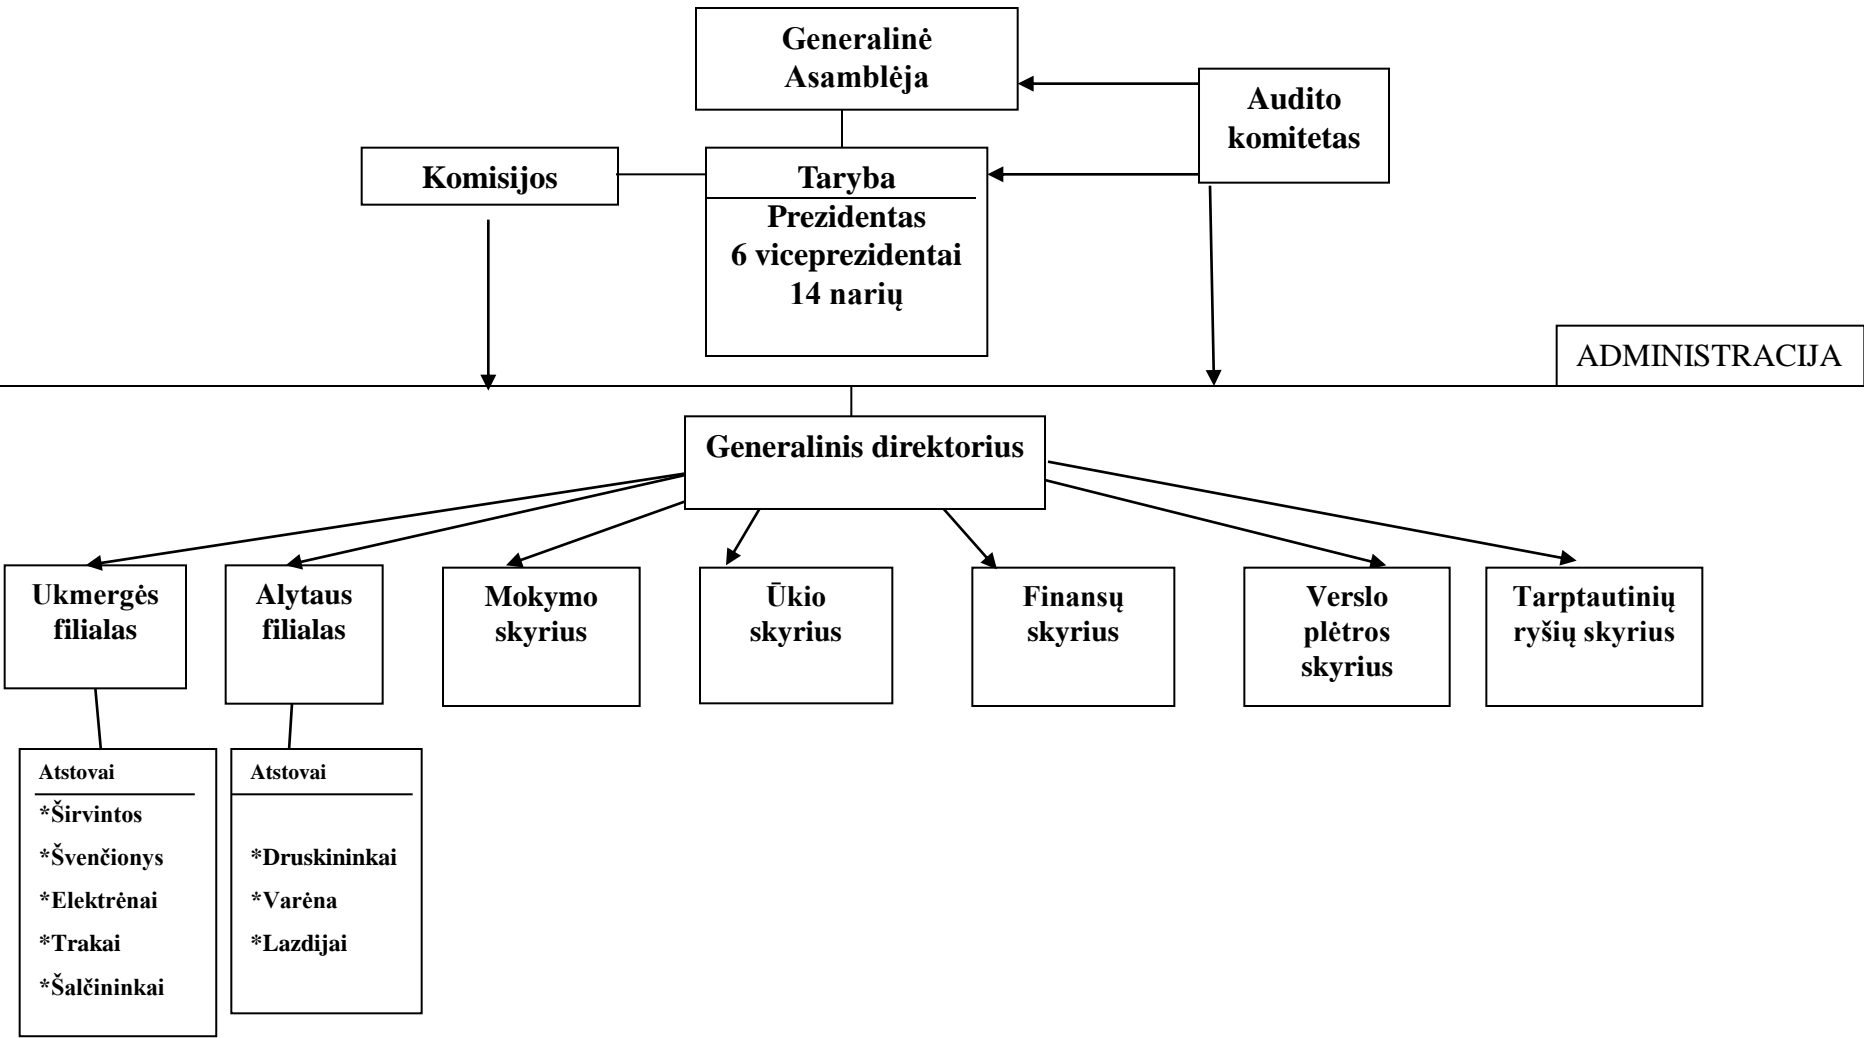 Generalinė
Asamblėja
Audito
komitetas
Komisijos
Taryba
Prezidentas
6 viceprezidentai
14 narių
ADMINISTRACIJA
Generalinis direktorius
Ukmergės
filialas
Alytaus
filialas
Mokymo
skyrius
Ūkio
skyrius
Finansų
skyrius
Verslo
plėtros
skyrius
Tarptautinių
ryšių skyrius
Atstovai
*Širvintos
*Švenčionys
*Elektrėnai
*Trakai
*Šalčininkai
Atstovai
*Druskininkai
*Varėna
*Lazdijai